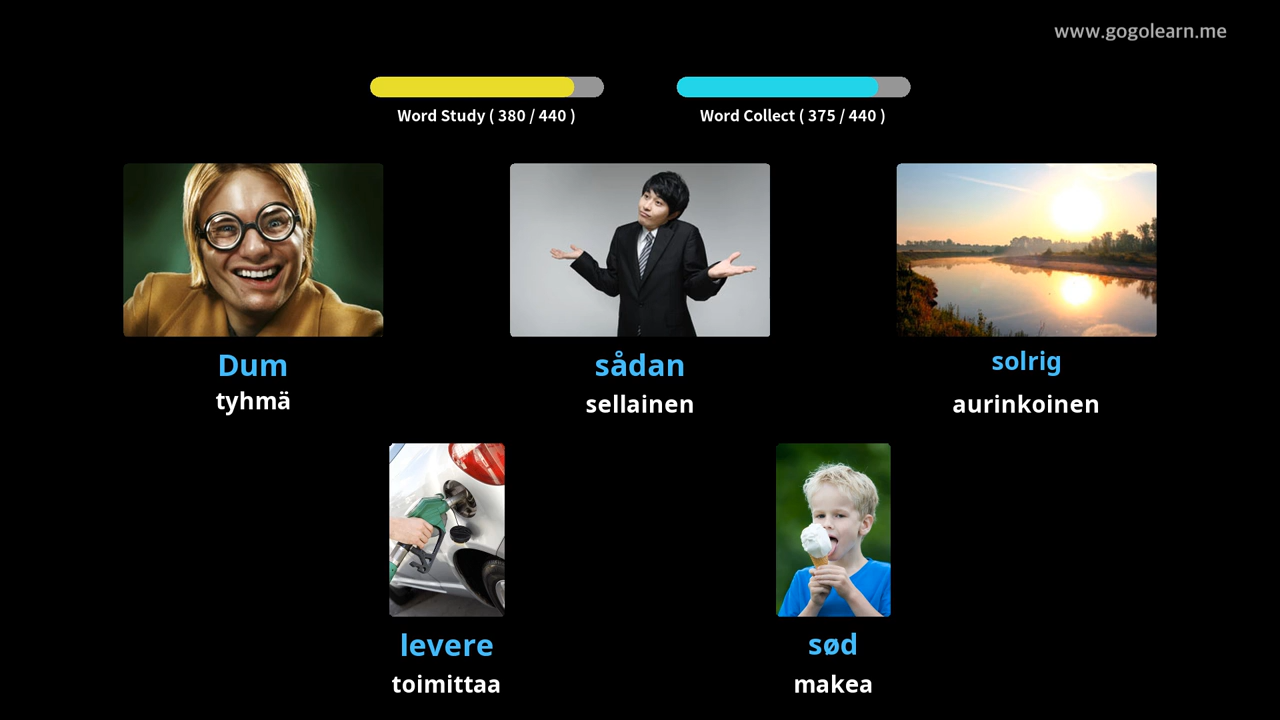 www.gogolearn.me
Word Study ( 380 / 440 )
Word Collect ( 375 / 440 )
Dum
tyhmä
sådan
sellainen
solrig
aurinkoinen
levere
toimittaa
sød
makea